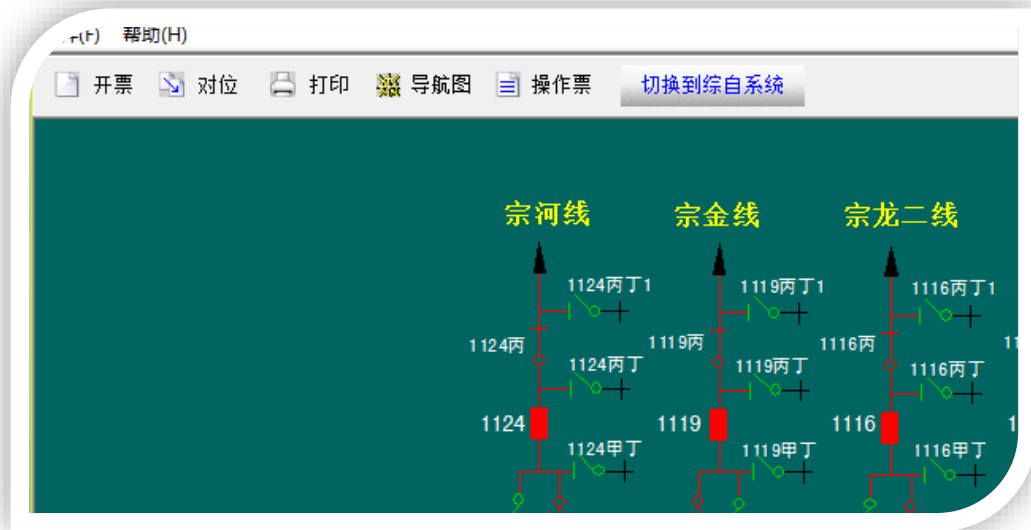 帮助(H)
开票 对位 打印 导航图 操作票 切换到综自系统
宗河线 宗金线 宗龙二线
1124丙丁1 1119丙丁1 1116丙丁1
1124丙 1119丙 1116丙
1124丙丁 1119丙丁 1116丙丁
1124 1119 1116
1124甲丁 1119甲丁 1116甲丁